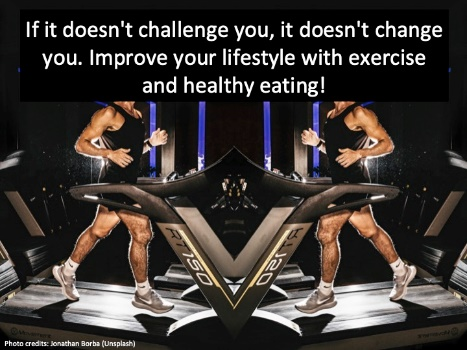 If it doesn't challenge you, it doesn't change
you. Improve your lifestyle with exercise
and healthy eating!
Photo credits: Jonathan Borba (Unsplash)